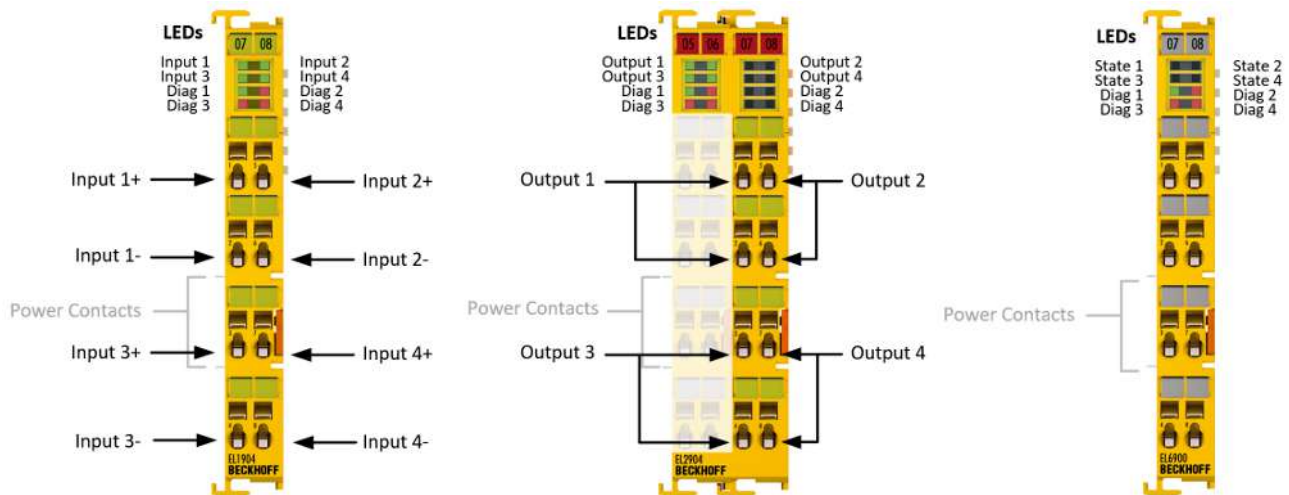 LEDs
07 08
Input 1
Input 2
Input 3
Input 4
Diag 1
Diag 2
Diag 3
Diag 4
Input 1+
Input 2+
Input 1-
Input 2-
Power Contacts
Input 3+
Input 4+
Input 3-
Input 4-
EL1904
BECKHOFF
LEDs
05 06 07 08
Output 1
Output 2
Output 3
Output 4
Diag 1
Diag 2
Diag 3
Diag 4
Output 1
Output 2
Power Contacts
Output 3
Output 4
EL2904
BECKHOFF
LEDs
07 08
State 1
State 2
State 3
State 4
Diag 1
Diag 2
Diag 3
Diag 4
Power Contacts
EL6900
BECKHOFF